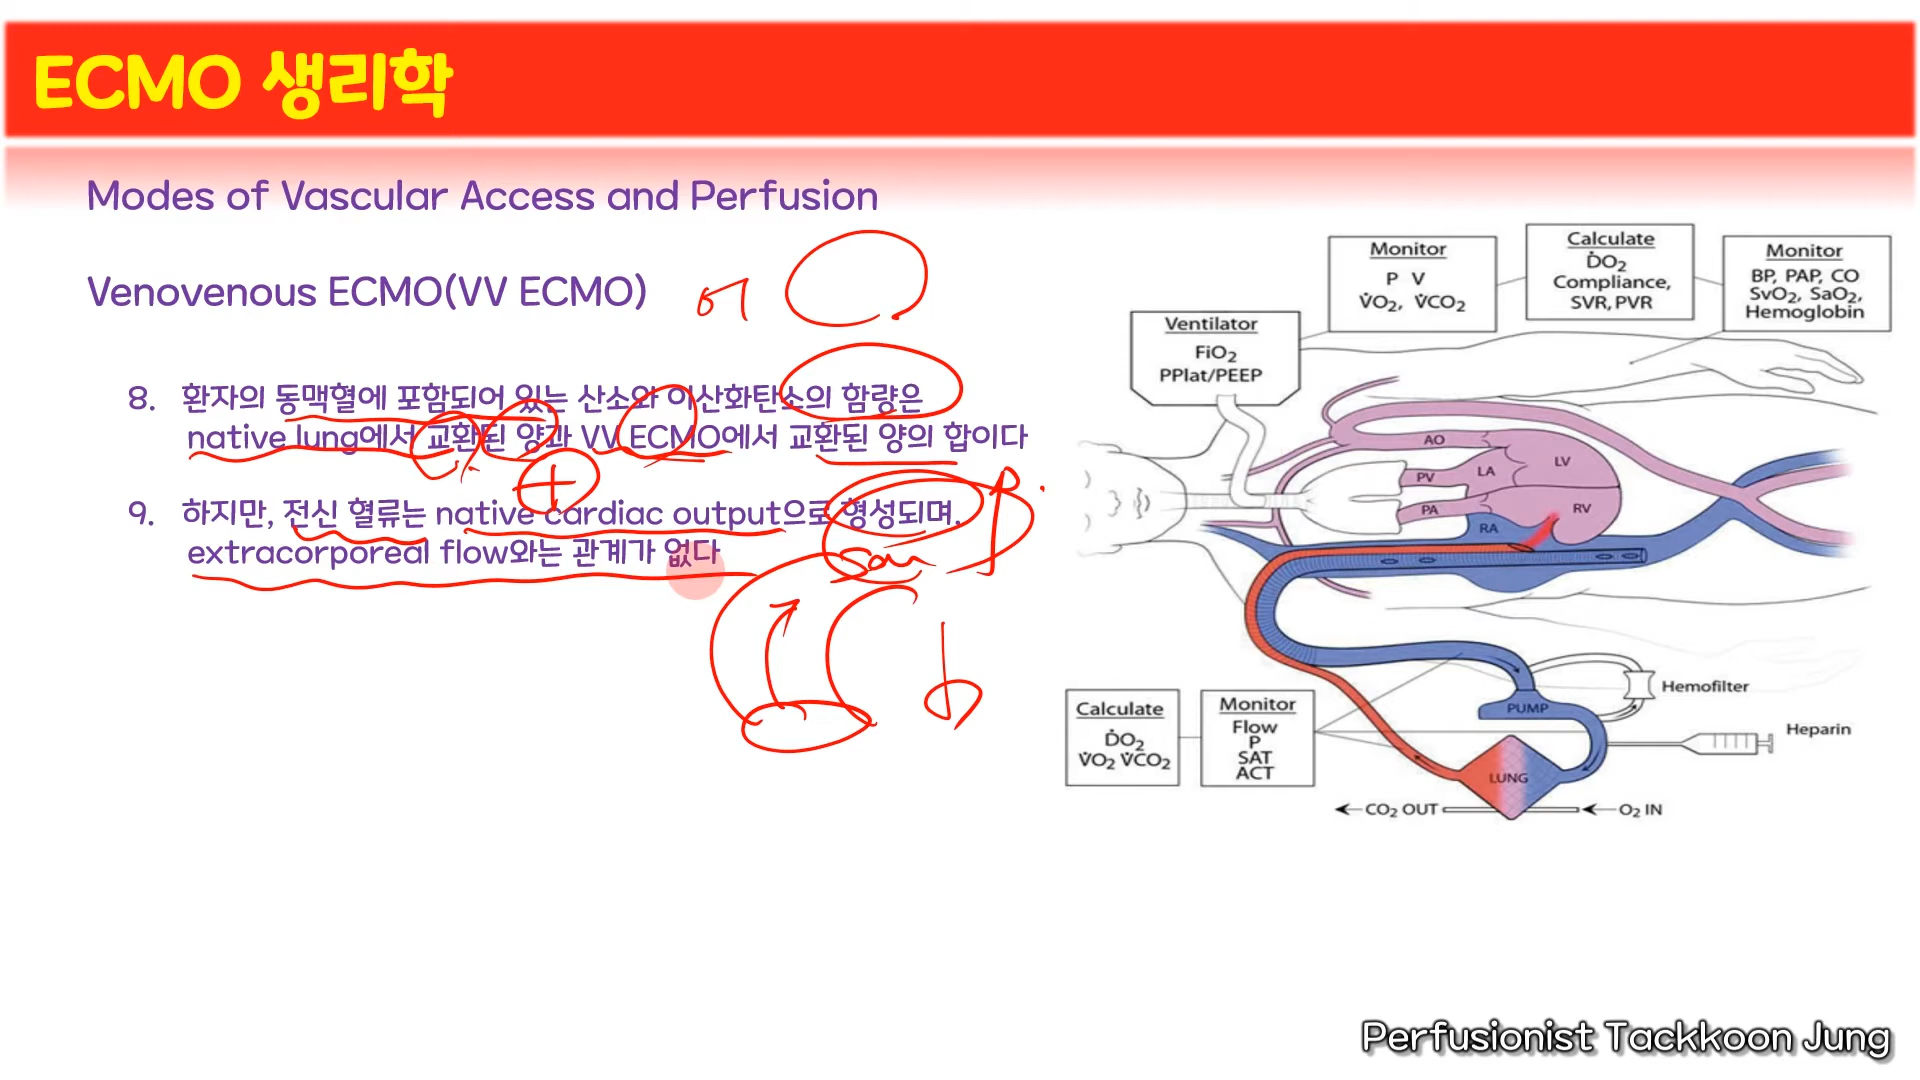 ECMO 생리학
Modes of Vascular Access and Perfusion
Venovenous ECMO(VV ECMO)
8. 환자의 동맥혈에 포함되어 있는 산소와 이산화탄소의 함량은
native lung에서 교환된 양과 VV ECMO에서 교환된 양의 합이다
9. 하지만, 전신 혈류는 native cardiac output으로 형성되며.
extracorporeal flow와는 관계가 없다
Monitor
P V
V̇O₂, V̇CO₂
Calculate
ḊO₂
Compliance,
SVR, PVR
Monitor
BP, PAP, CO
SvO₂, SaO₂,
Hemoglobin
Ventilator
FiO₂
PPlat/PEEP
AO
PV
LA
LV
PA
RV
RA
PUMP
Hemofilter
Heparin
LUNG
CO₂ OUT
O₂ IN
Calculate
ḊO₂
V̇O₂ V̇CO₂
Monitor
Flow
P
SAT
ACT
Perfusionist Tackkoon Jung